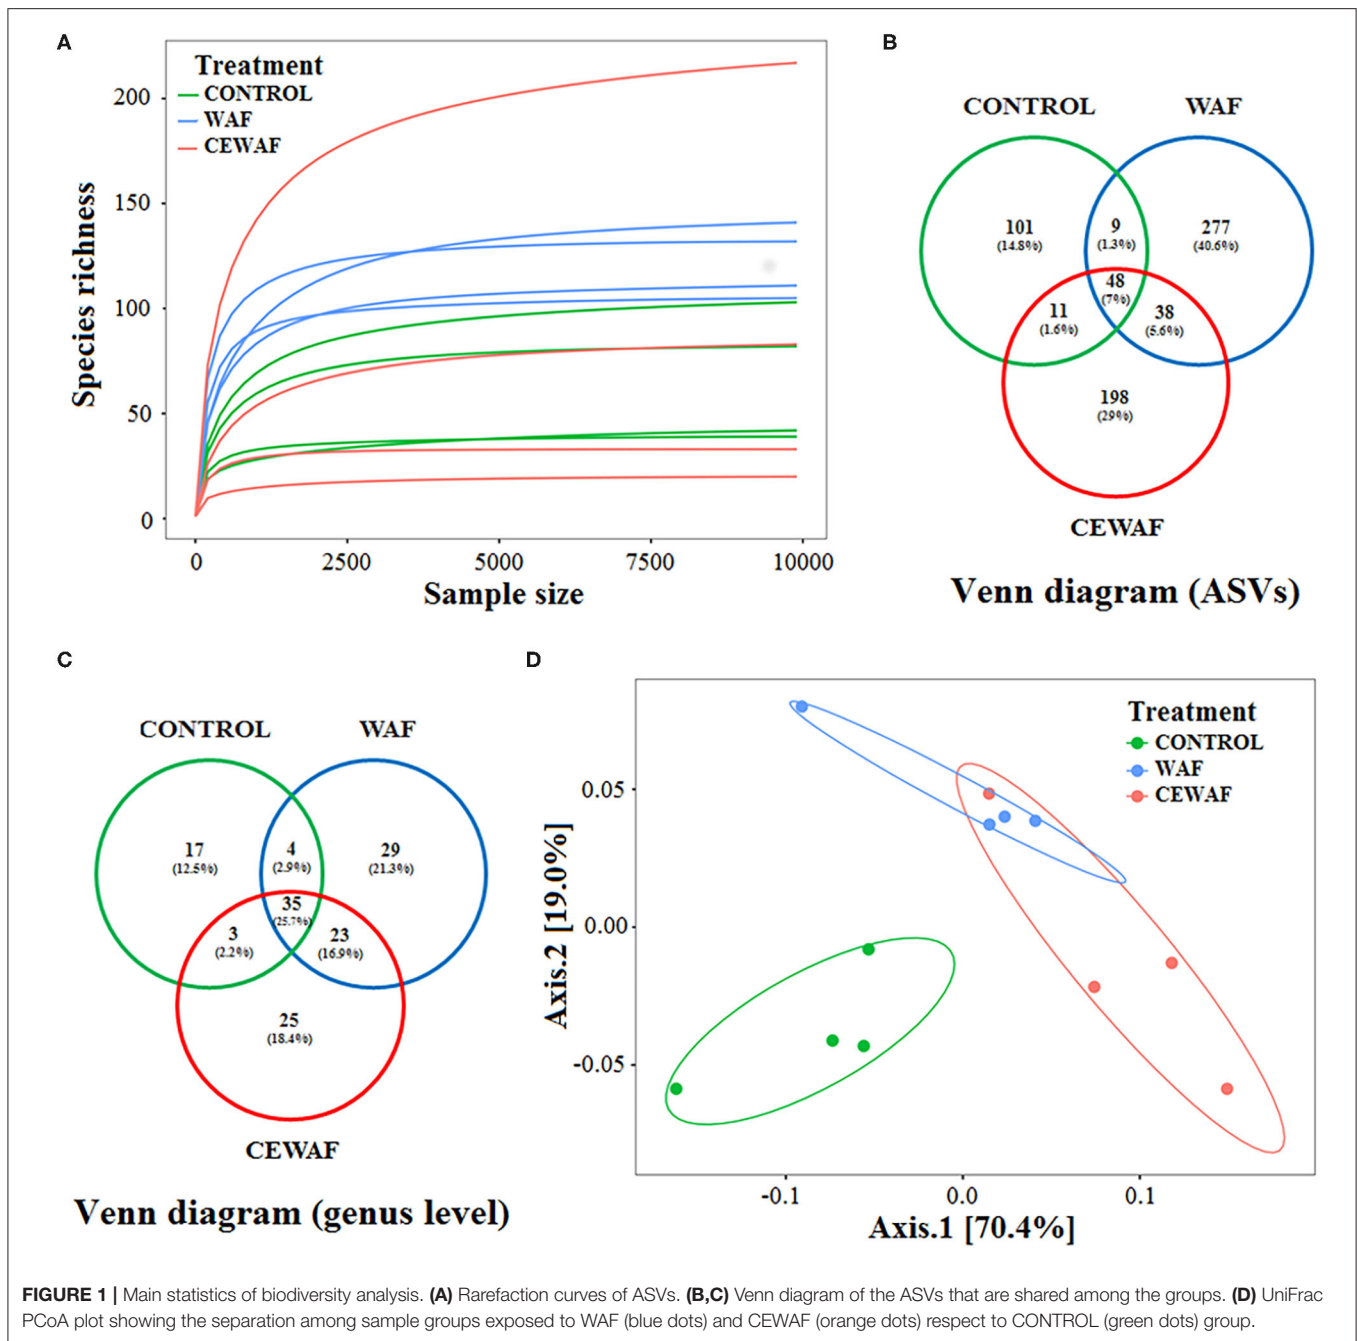 A
Treatment
CONTROL
WAF
CEWAF
200
150
100
50
0
Species richness
0 2500 5000 7500 10000
Sample size
B
CONTROL WAF
101 9 277
(14.8%) (1.3%) (40.6%)
48
(7%)
11 38
(1.6%) (5.6%)
198
(29%)
CEWAF
Venn diagram (ASVs)
C
CONTROL WAF
17 4 29
(12.5%) (2.9%) (21.3%)
35
(25.7%)
3 23
(2.2%) (16.9%)
25
(18.4%)
CEWAF
Venn diagram (genus level)
D
Treatment
CONTROL
WAF
CEWAF
0.05
0.00
-0.05
Axis.2 [19.0%]
-0.1 0.0 0.1
Axis.1 [70.4%]
FIGURE 1 | Main statistics of biodiversity analysis. (A) Rarefaction curves of ASVs. (B,C) Venn diagram of the ASVs that are shared among the groups. (D) UniFrac
PCoA plot showing the separation among sample groups exposed to WAF (blue dots) and CEWAF (orange dots) respect to CONTROL (green dots) group.